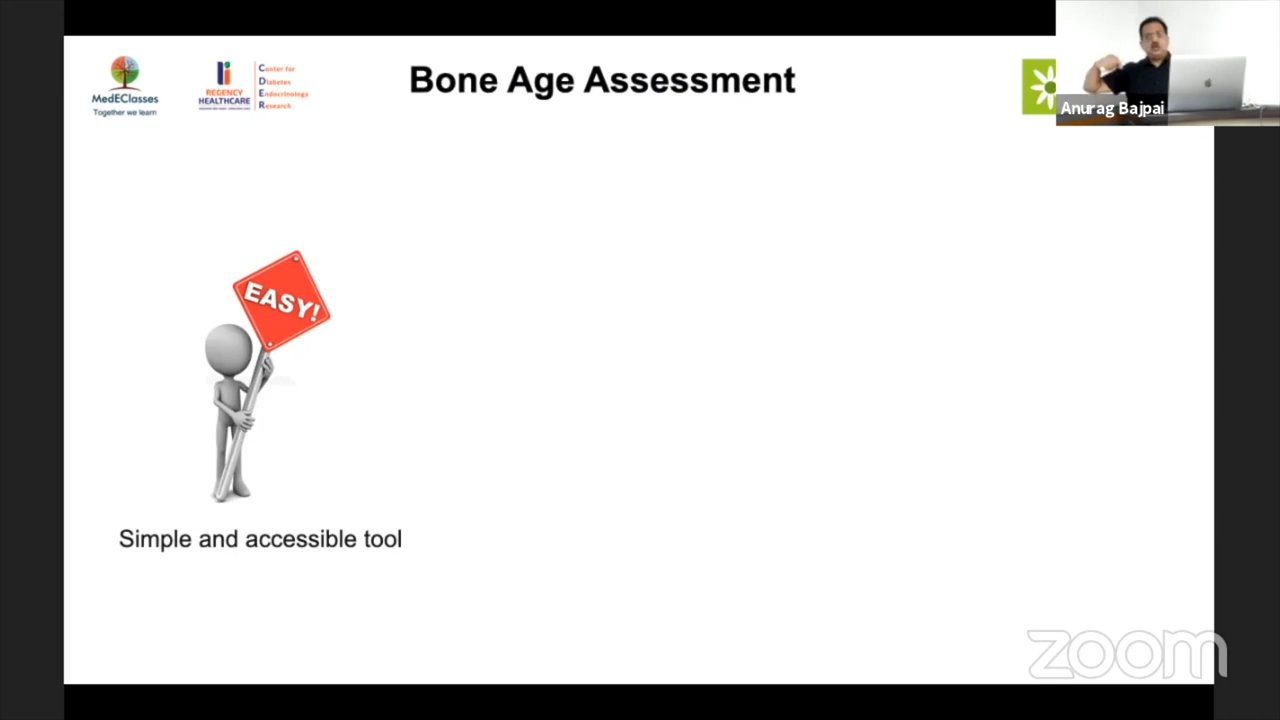 MedEClasses
Together we learn
REGENCY
HEALTHCARE
Center for
Diabetes
Endocrinology
Research
Bone Age Assessment
Anurag Bajpai
EASY!
Simple and accessible tool
zoom